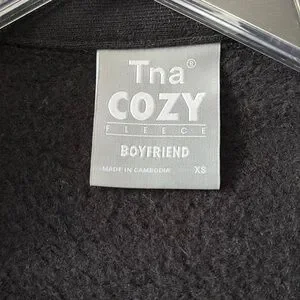 Tna®
COZY
FLEECE
BOYFRIEND
MADE IN CAMBODIA XS